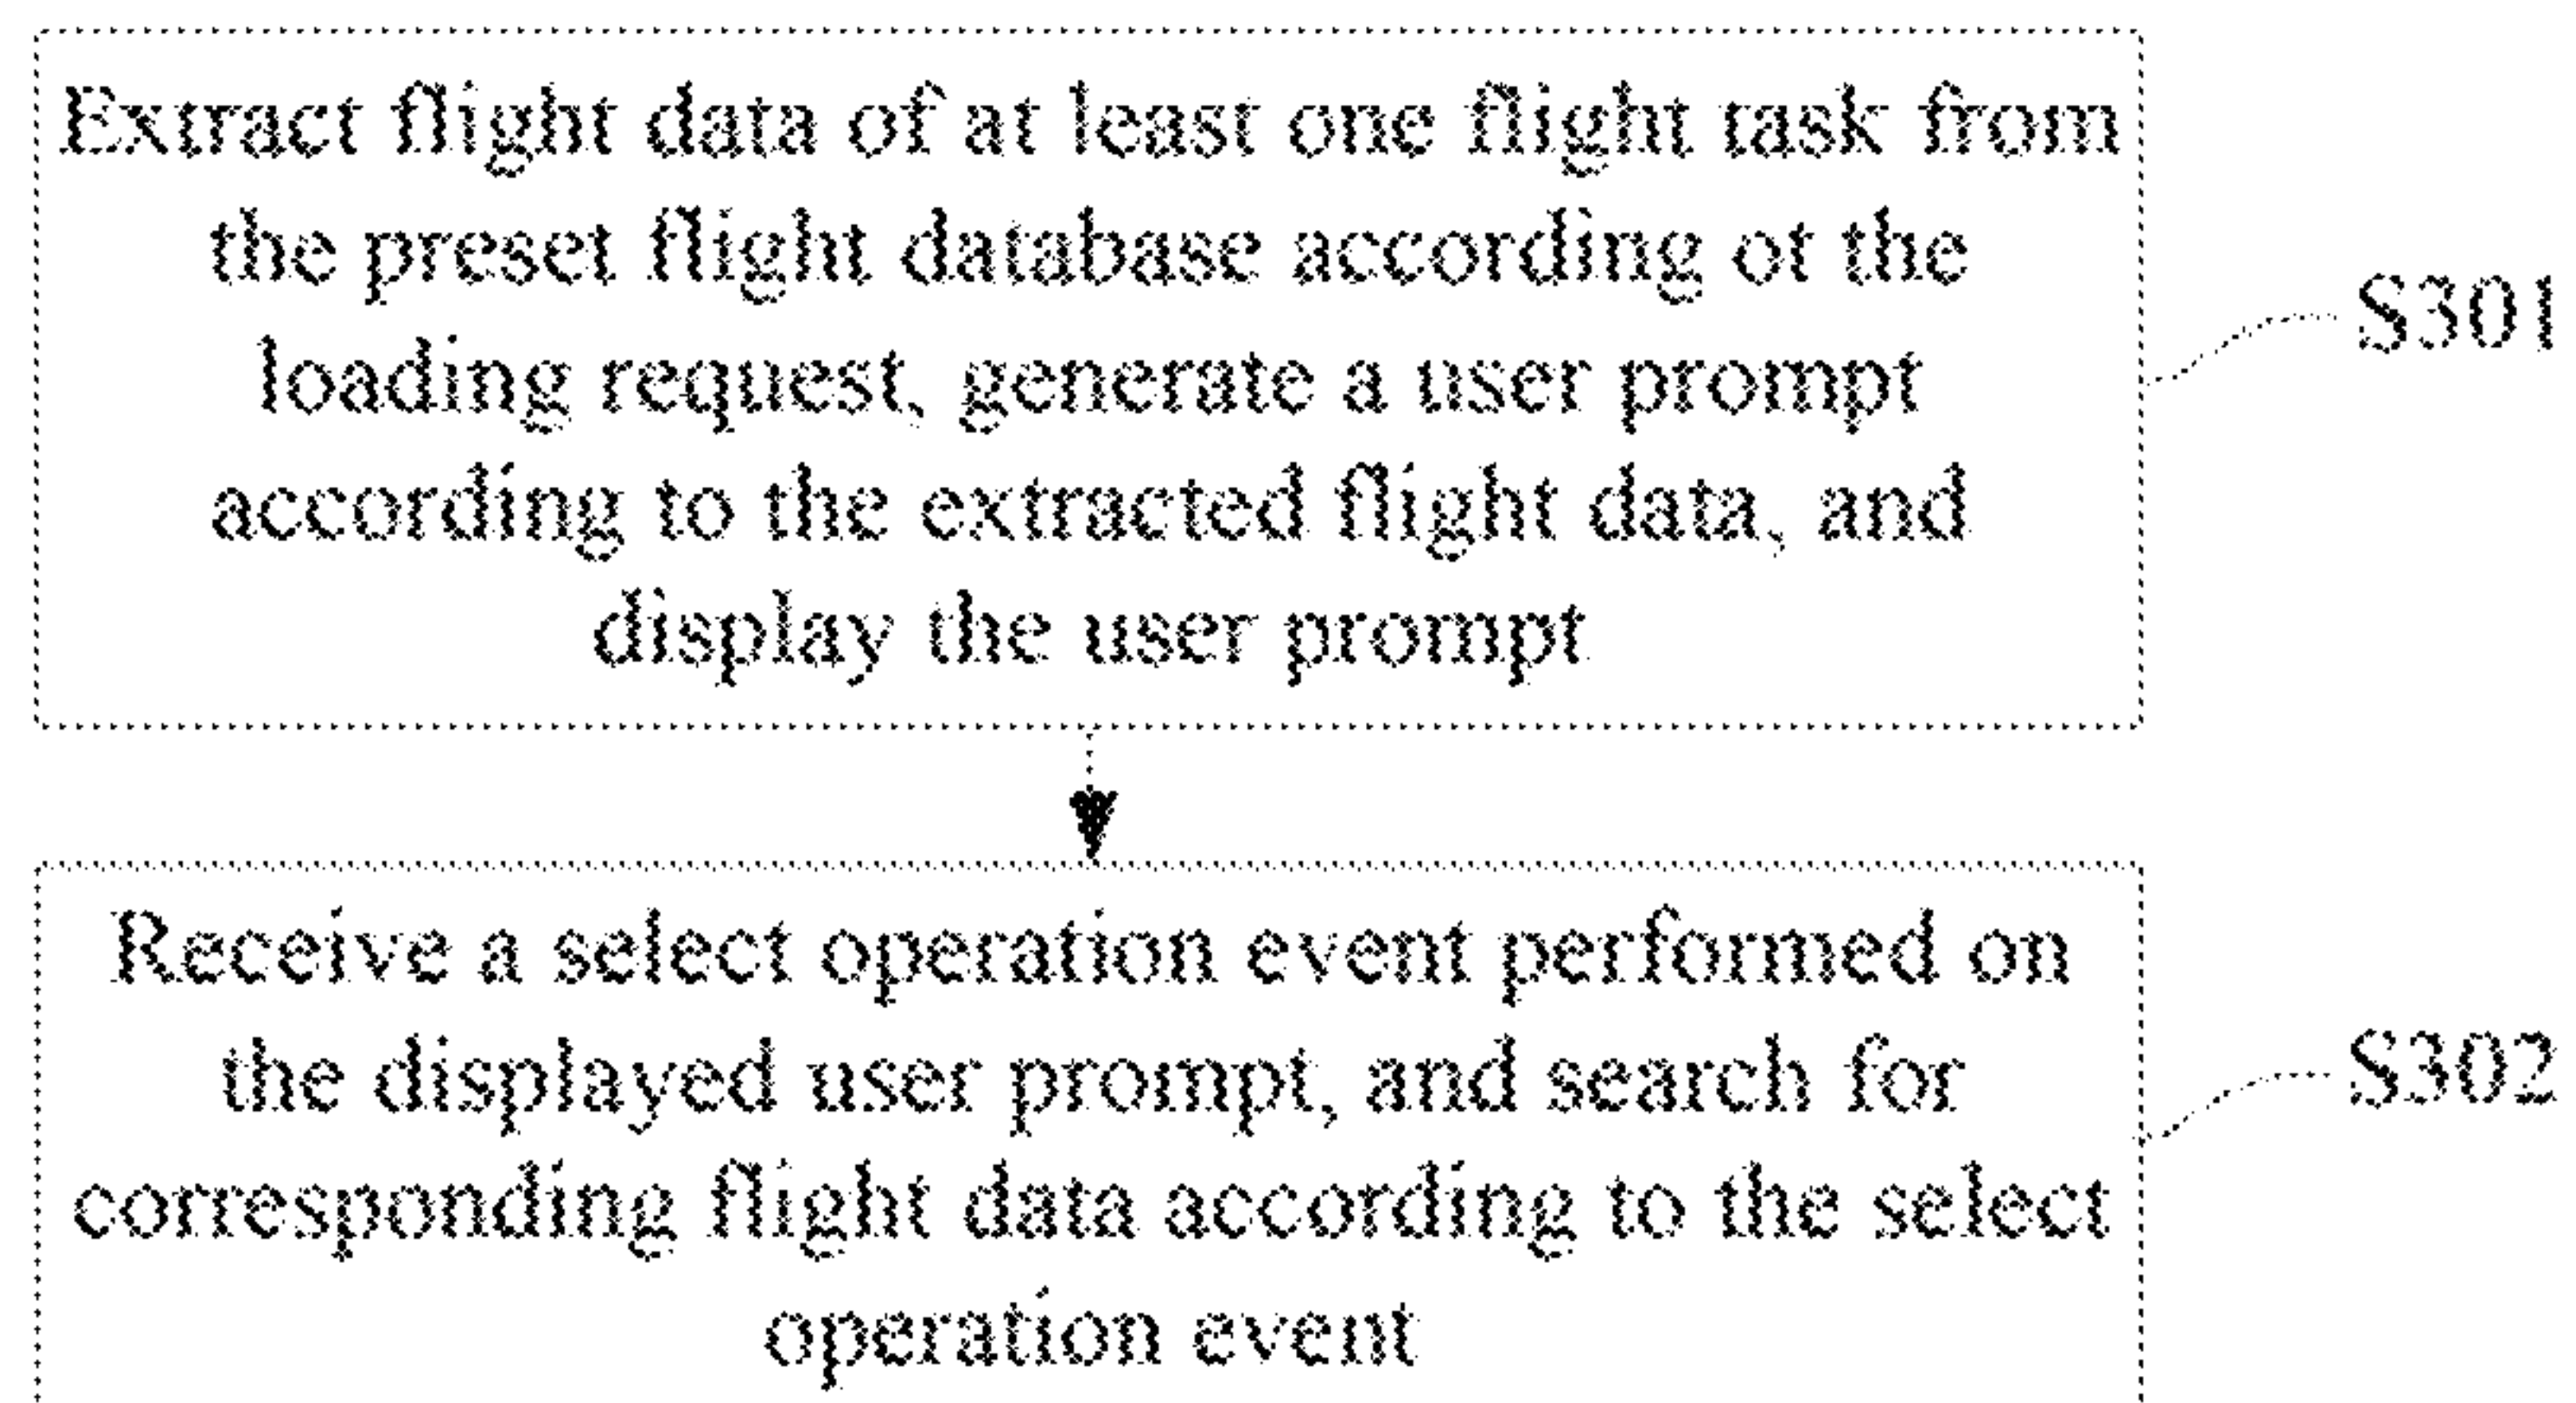 Extract flight data of at least one flight task from
the preset flight database according ot the
loading request, generate a user prompt
according to the extracted flight data, and
display the user prompt
S301
Receive a select operation event performed on
the displayed user prompt, and search for
corresponding flight data according to the select
operation event
S302